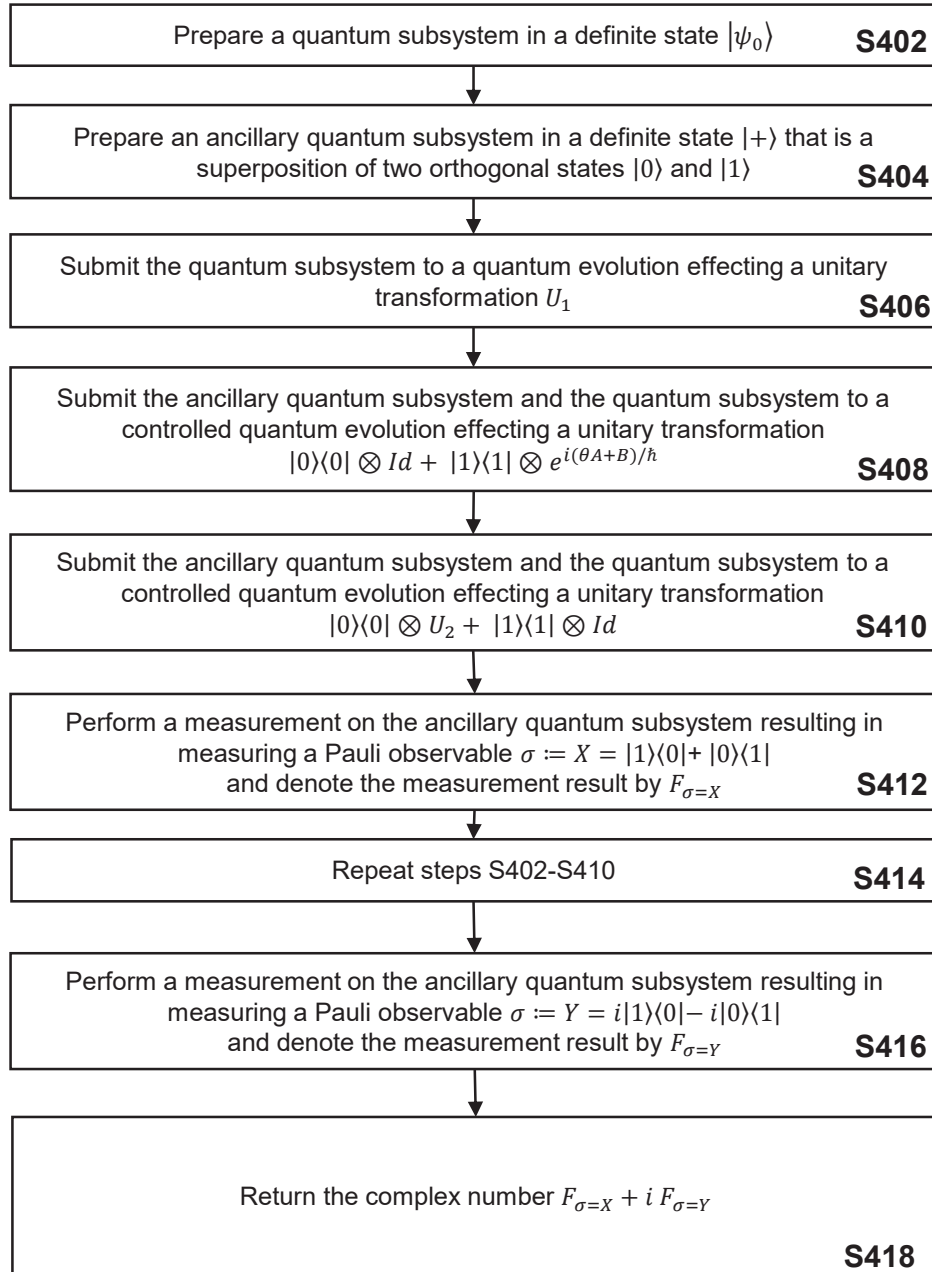 Prepare a quantum subsystem in a definite state |ψ₀⟩
S402
Prepare an ancillary quantum subsystem in a definite state |+⟩ that is a
superposition of two orthogonal states |0⟩ and |1⟩
S404
Submit the quantum subsystem to a quantum evolution effecting a unitary
transformation U₁
S406
Submit the ancillary quantum subsystem and the quantum subsystem to a
controlled quantum evolution effecting a unitary transformation
|0⟩⟨0| ⊗ Id + |1⟩⟨1| ⊗ e^{i(θA+B)/ℏ}
S408
Submit the ancillary quantum subsystem and the quantum subsystem to a
controlled quantum evolution effecting a unitary transformation
|0⟩⟨0| ⊗ U₂ + |1⟩⟨1| ⊗ Id
S410
Perform a measurement on the ancillary quantum subsystem resulting in
measuring a Pauli observable σ ≔ X = |1⟩⟨0|+ |0⟩⟨1|
and denote the measurement result by F_{σ=X}
S412
Repeat steps S402-S410
S414
Perform a measurement on the ancillary quantum subsystem resulting in
measuring a Pauli observable σ ≔ Y = i|1⟩⟨0|− i|0⟩⟨1|
and denote the measurement result by F_{σ=Y}
S416
Return the complex number F_{σ=X} + i F_{σ=Y}
S418